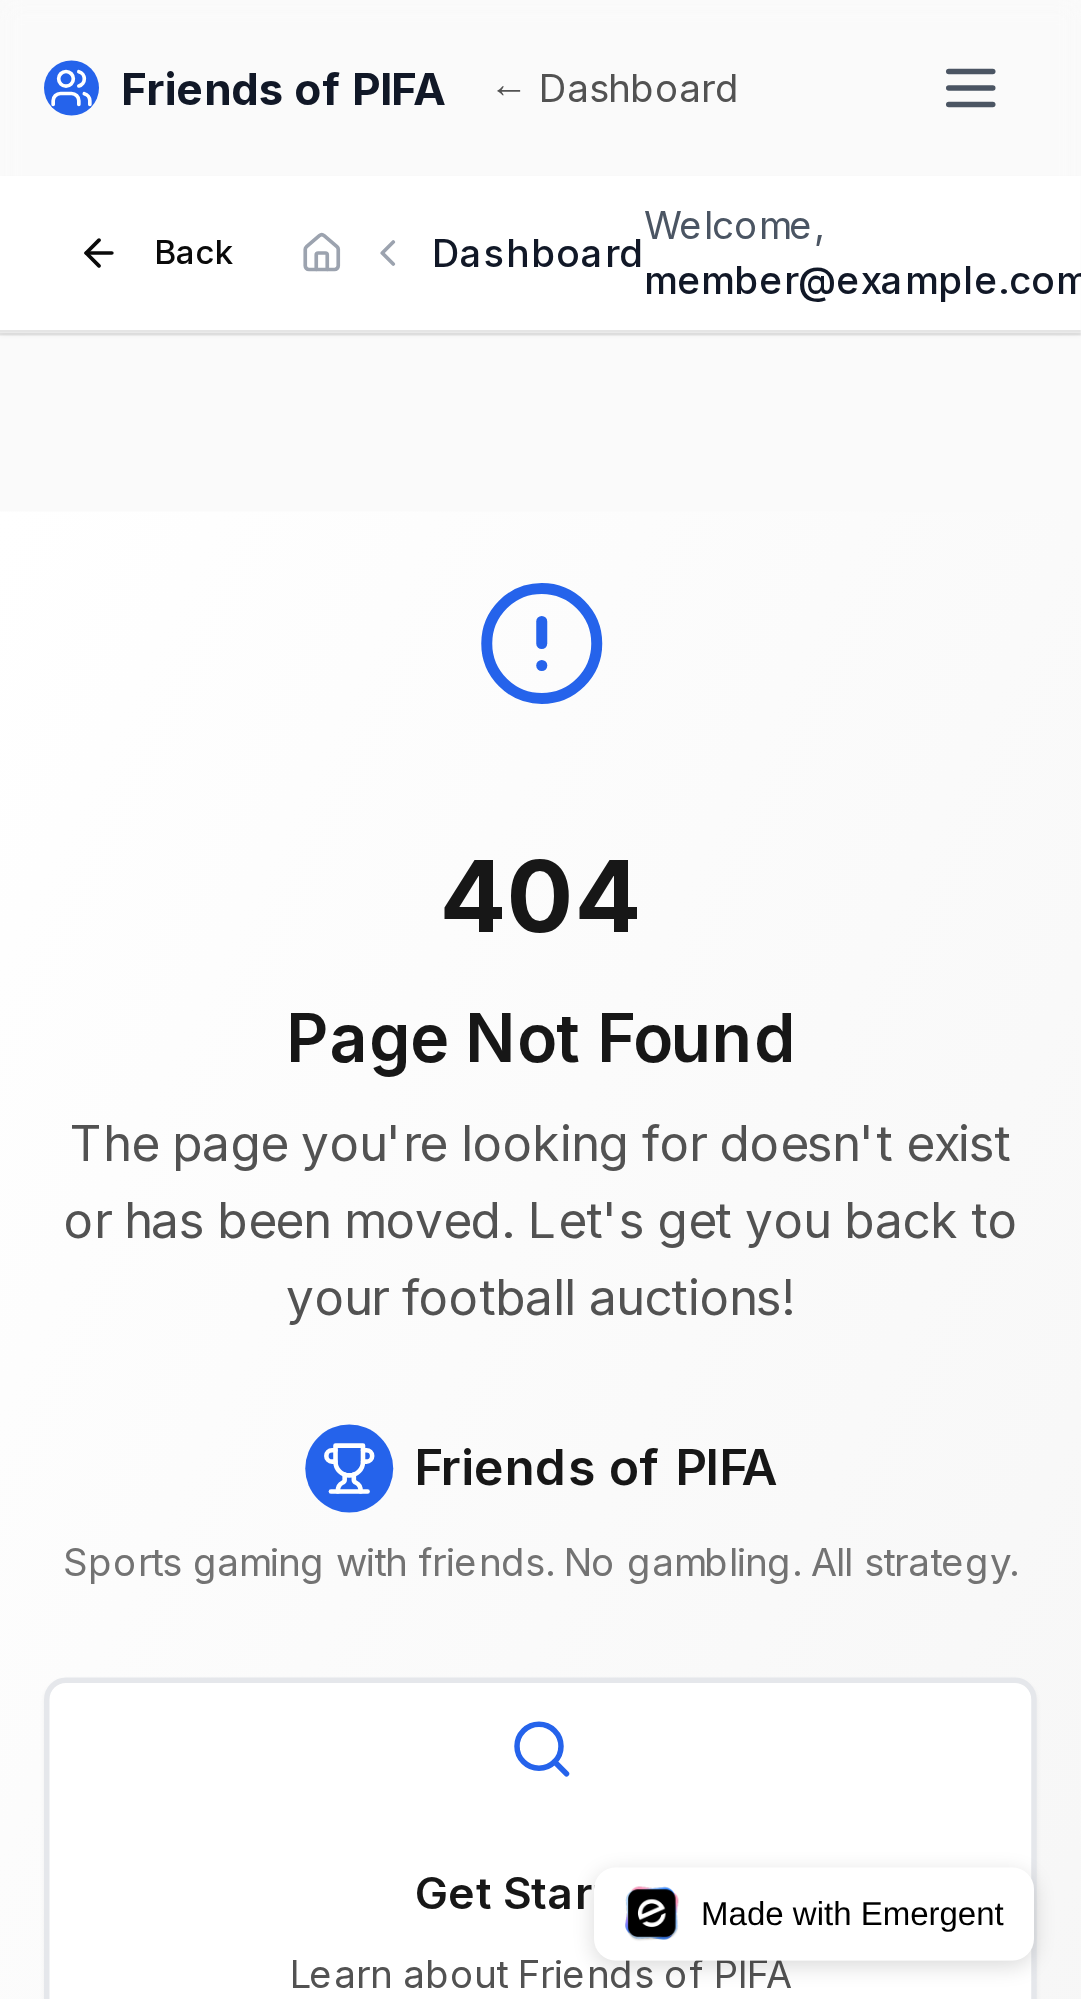 Friends of PIFA
← Dashboard
Back
Dashboard
Welcome,
member@example.com
404
Page Not Found
The page you're looking for doesn't exist
or has been moved. Let's get you back to
your football auctions!
Friends of PIFA
Sports gaming with friends. No gambling. All strategy.
Get Star
Made with Emergent
Learn about Friends of PIFA